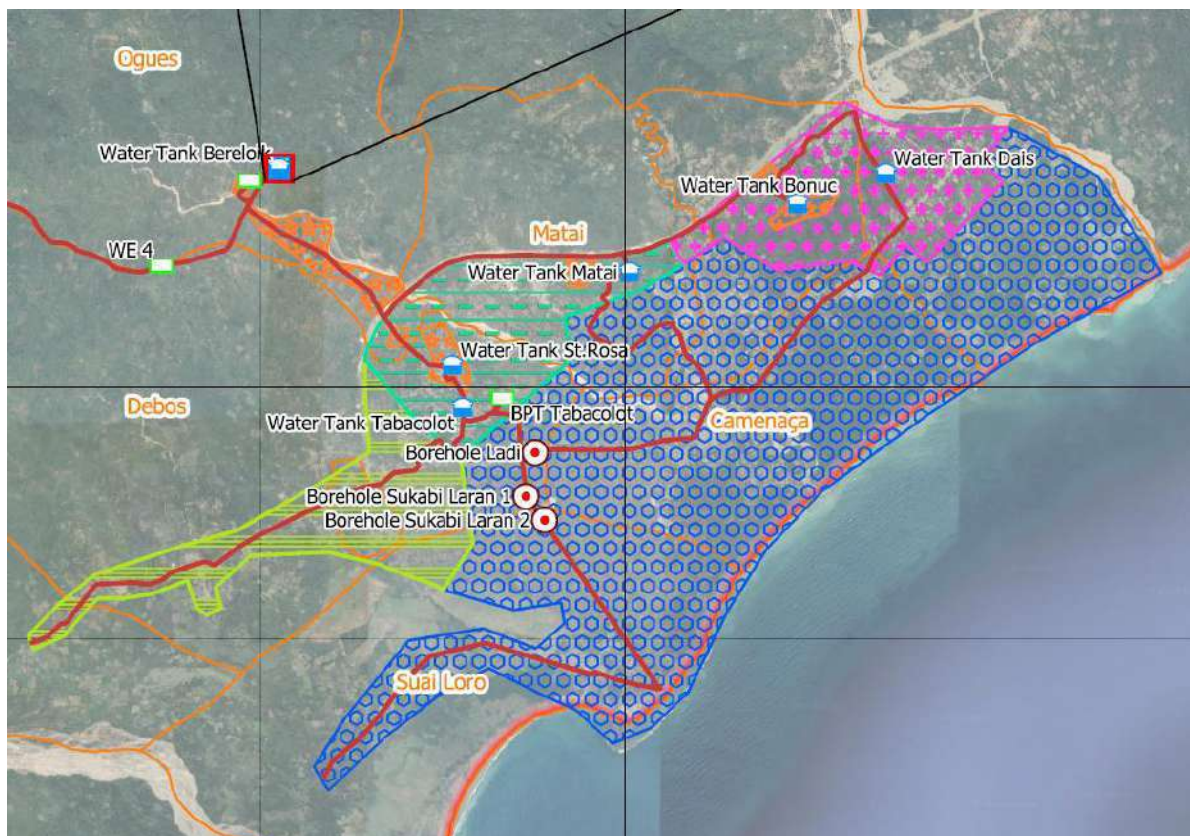 Ogues
Water Tank Bereloik
Water Tank Dais
Water Tank Bonuc
WE 4
Matai
Water Tank Matai
Water Tank St.Rosa
Debos
Water Tank Tabacolot
BPT Tabacolot
Camenaça
Borehole Ladi
Borehole Sukabi Laran 1
Borehole Sukabi Laran 2
Suai Loro